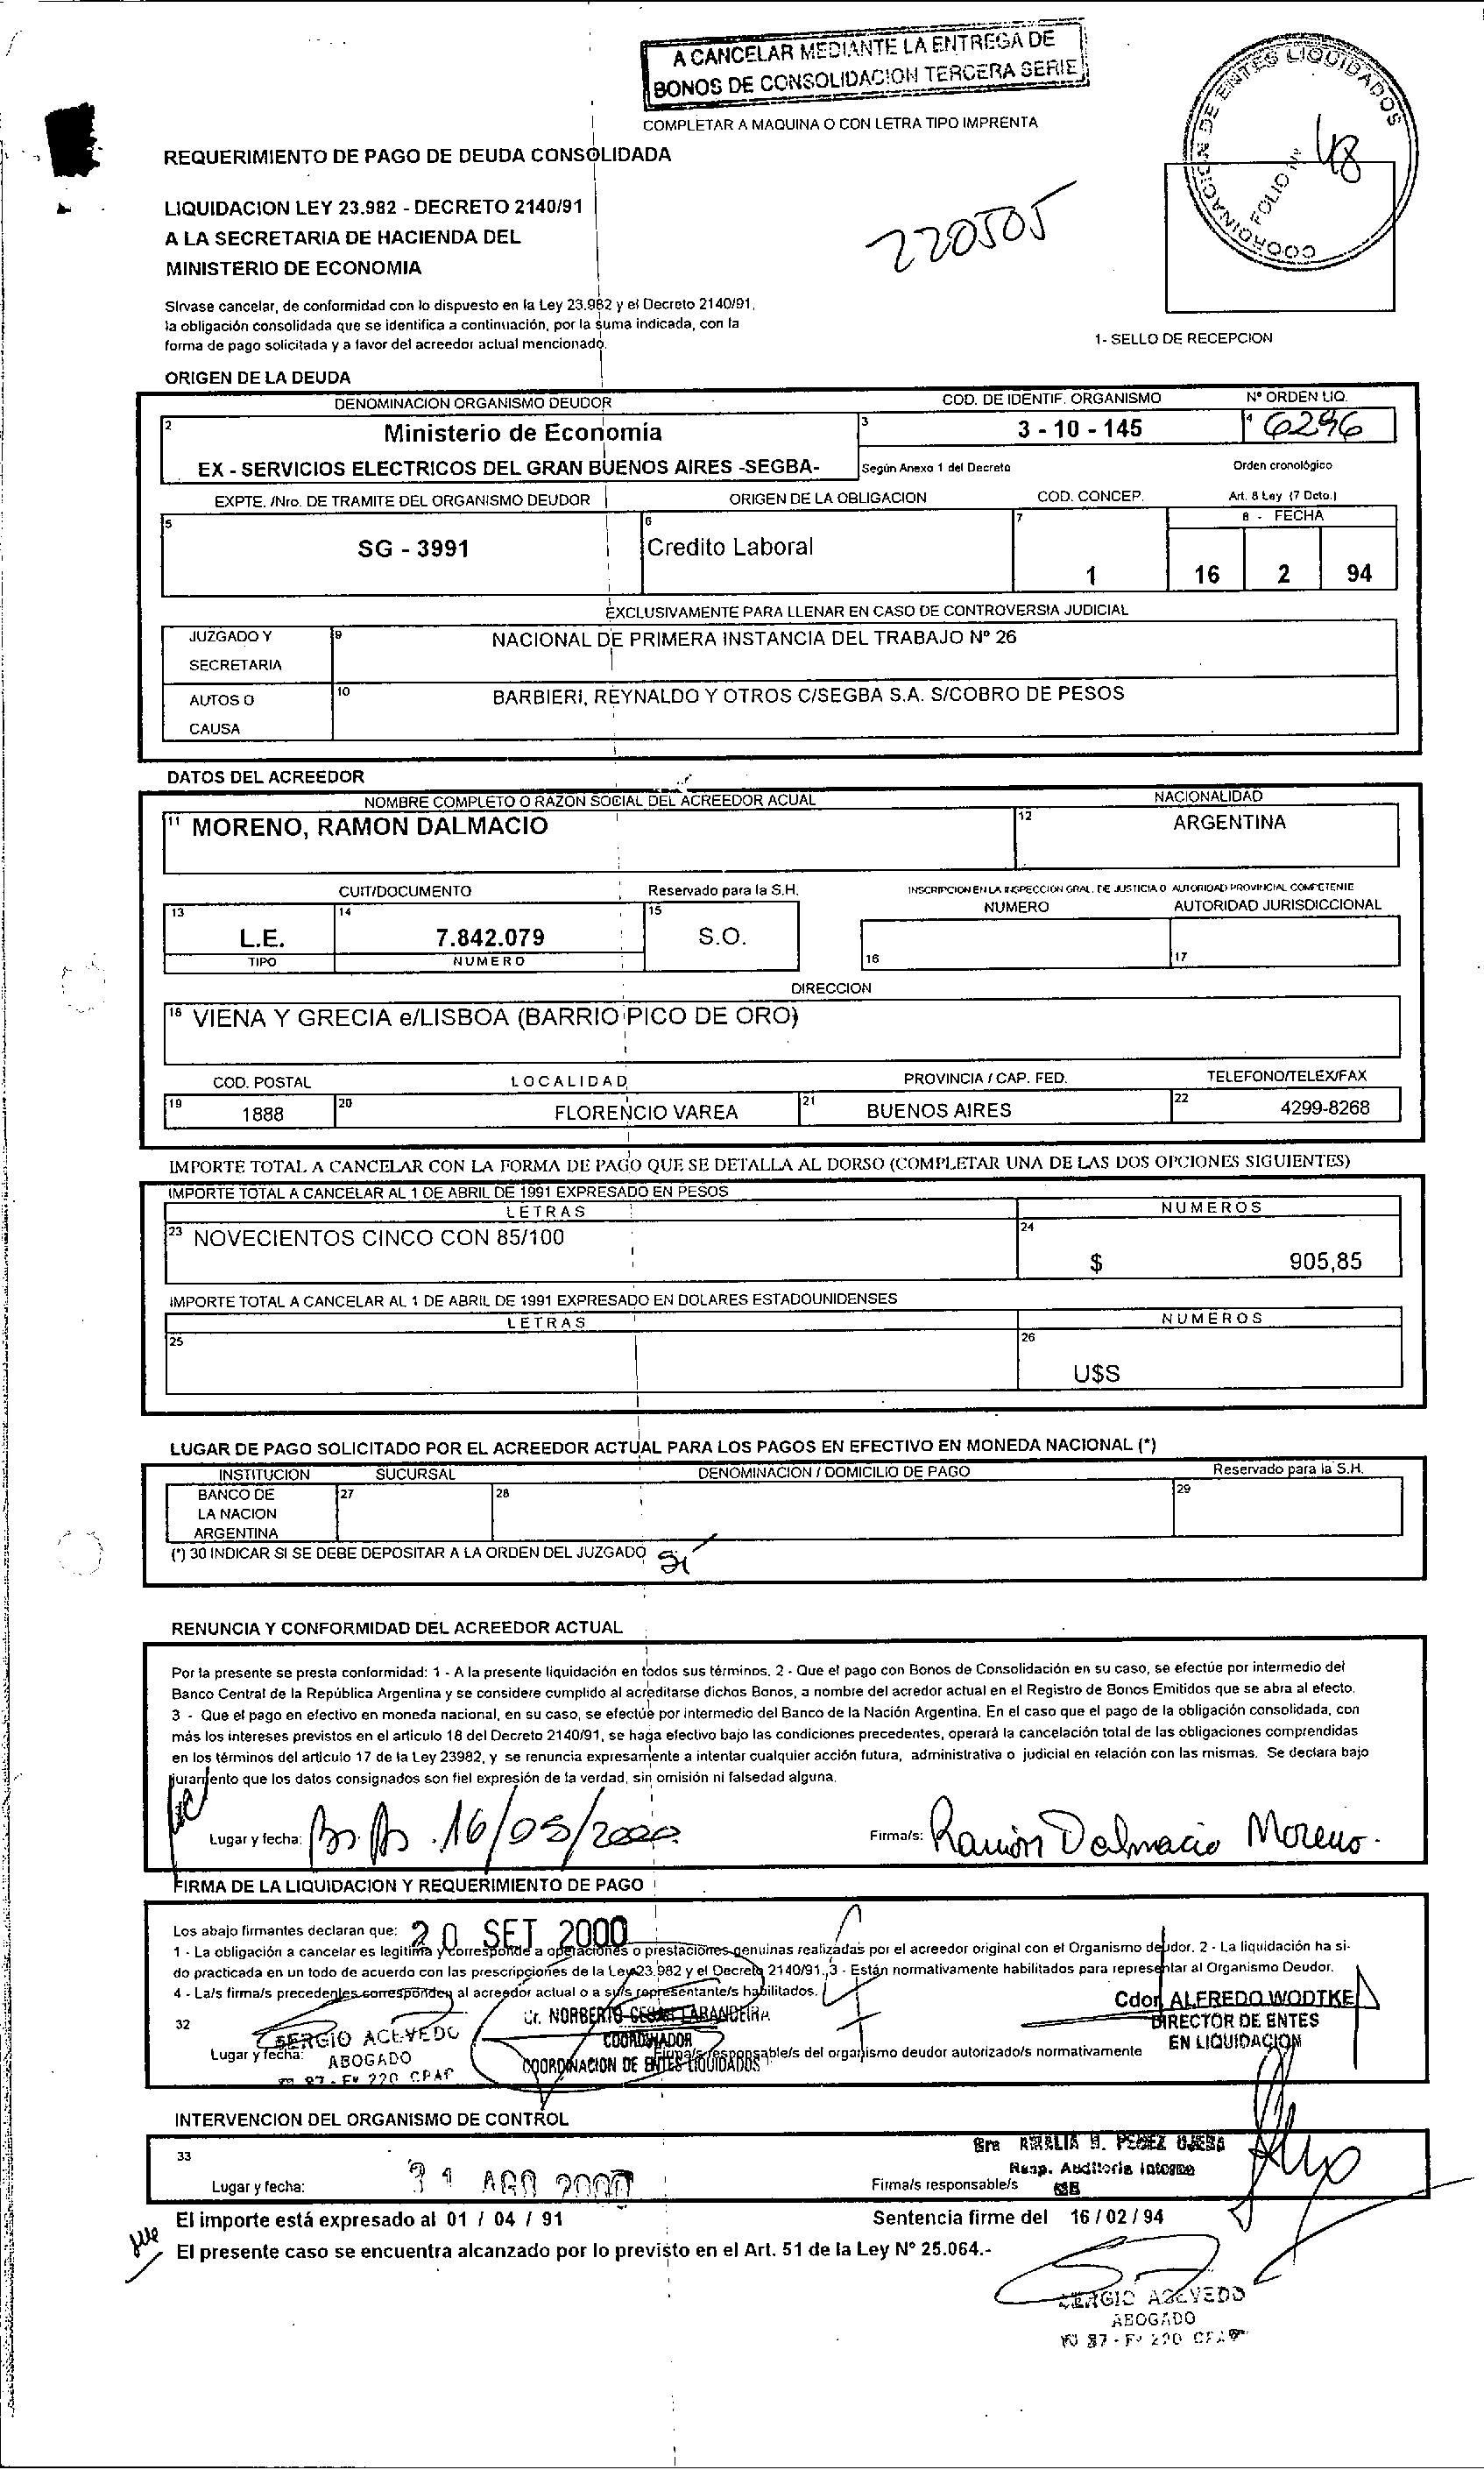 A CANCELAR MEDIANTE LA ENTREGA DE
BONOS DE CONSOLIDACION TERCERA SERIE
COMPLETAR A MAQUINA O CON LETRA TIPO IMPRENTA
COORDINACION DE ENTES LIQUIDADOS
FOLIO Nº 48
REQUERIMIENTO DE PAGO DE DEUDA CONSOLIDADA
LIQUIDACION LEY 23.982 - DECRETO 2140/91
A LA SECRETARIA DE HACIENDA DEL
MINISTERIO DE ECONOMIA
220505
Sirvase cancelar, de conformidad con lo dispuesto en la Ley 23.982 y el Decreto 2140/91,
la obligación consolidada que se identifica a continuación, por la suma indicada, con la
forma de pago solicitada y a favor del acreedor actual mencionado.
1- SELLO DE RECEPCION
ORIGEN DE LA DEUDA
DENOMINACION ORGANISMO DEUDOR COD. DE IDENTIF. ORGANISMO Nº ORDEN LIQ.
2 Ministerio de Economía 3 3 - 10 - 145 4 6296
EX - SERVICIOS ELECTRICOS DEL GRAN BUENOS AIRES -SEGBA- Según Anexo 1 del Decreto Orden cronológico
EXPTE. /Nro. DE TRAMITE DEL ORGANISMO DEUDOR ORIGEN DE LA OBLIGACION COD. CONCEP. Art. 8 Ley (7 Dcto.)
8 - FECHA
5 SG - 3991 6 Credito Laboral 7 1 16 2 94
EXCLUSIVAMENTE PARA LLENAR EN CASO DE CONTROVERSIA JUDICIAL
JUZGADO Y 9 NACIONAL DE PRIMERA INSTANCIA DEL TRABAJO Nº 26
SECRETARIA
AUTOS O 10 BARBIERI, REYNALDO Y OTROS C/SEGBA S.A. S/COBRO DE PESOS
CAUSA
DATOS DEL ACREEDOR
NOMBRE COMPLETO O RAZON SOCIAL DEL ACREEDOR ACTUAL NACIONALIDAD
11 MORENO, RAMON DALMACIO 12 ARGENTINA
CUIT/DOCUMENTO Reservado para la S.H. INSCRIPCION EN LA INSPECCION GRAL. DE JUSTICIA O AUTORIDAD PROVINCIAL COMPETENTE
NUMERO AUTORIDAD JURISDICCIONAL
13 L.E. 14 7.842.079 15 S.O.
TIPO NUMERO 16 17
DIRECCION
18 VIENA Y GRECIA e/LISBOA (BARRIO PICO DE ORO)
COD. POSTAL LOCALIDAD PROVINCIA / CAP. FED. TELEFONO/TELEX/FAX
19 1888 20 FLORENCIO VAREA 21 BUENOS AIRES 22 4299-8268
IMPORTE TOTAL A CANCELAR CON LA FORMA DE PAGO QUE SE DETALLA AL DORSO (COMPLETAR UNA DE LAS DOS OPCIONES SIGUIENTES)
IMPORTE TOTAL A CANCELAR AL 1 DE ABRIL DE 1991 EXPRESADO EN PESOS
LETRAS NUMEROS
23 NOVECIENTOS CINCO CON 85/100 24 $ 905,85
IMPORTE TOTAL A CANCELAR AL 1 DE ABRIL DE 1991 EXPRESADO EN DOLARES ESTADOUNIDENSES
LETRAS NUMEROS
25 26 U$S
LUGAR DE PAGO SOLICITADO POR EL ACREEDOR ACTUAL PARA LOS PAGOS EN EFECTIVO EN MONEDA NACIONAL (*)
INSTITUCION SUCURSAL DENOMINACION / DOMICILIO DE PAGO Reservado para la S.H.
BANCO DE 27 28 29
LA NACION
ARGENTINA
(*) 30 INDICAR SI SE DEBE DEPOSITAR A LA ORDEN DEL JUZGADO Si
RENUNCIA Y CONFORMIDAD DEL ACREEDOR ACTUAL
Por la presente se presta conformidad: 1 - A la presente liquidación en todos sus términos. 2 - Que el pago con Bonos de Consolidación en su caso, se efectúe por intermedio del
Banco Central de la República Argentina y se considere cumplido al acreditarse dichos Bonos, a nombre del acredor actual en el Registro de Bonos Emitidos que se abra al efecto.
3 - Que el pago en efectivo en moneda nacional, en su caso, se efectúe por intermedio del Banco de la Nación Argentina. En el caso que el pago de la obligación consolidada, con
más los intereses previstos en el articulo 18 del Decreto 2140/91, se haga efectivo bajo las condiciones precedentes, operará la cancelación total de las obligaciones comprendidas
en los términos del articulo 17 de la Ley 23982, y se renuncia expresamente a intentar cualquier acción futura, administrativa o judicial en relación con las mismas. Se declara bajo
juramento que los datos consignados son fiel expresión de la verdad, sin omisión ni falsedad alguna.
Lugar y fecha: Bs. As. 16/05/2000 Firma/s: Ramón Dalmacio Moreno.
FIRMA DE LA LIQUIDACION Y REQUERIMIENTO DE PAGO
Los abajo firmantes declaran que: 20 SET 2000
1 - La obligación a cancelar es legitima y corresponde a operaciones o prestaciones genuinas realizadas por el acreedor original con el Organismo deudor. 2 - La liquidación ha si-
do practicada en un todo de acuerdo con las prescripciones de la Ley 23.982 y el Decreto 2140/91. 3 - Están normativamente habilitados para representar al Organismo Deudor.
4 - La/s firma/s precedentes corresponden al acreedor actual o a su/s representante/s habilitados.
32
Cr. NORBERTO CESAR LABANDEIRA
COORDINADOR
COORDINACION DE ENTES LIQUIDADOS
Cdor. ALFREDO WODTKE
DIRECTOR DE ENTES
EN LIQUIDACION
SERGIO ACEVEDO
ABOGADO
Tº 87 - Fº 220 CPAF
Lugar y fecha: Firma/s responsable/s del organismo deudor autorizado/s normativamente
INTERVENCION DEL ORGANISMO DE CONTROL
33
Lugar y fecha: 31 AGO 2000 Firma/s responsable/s
Resp. Auditoria Interna
El importe está expresado al 01 / 04 / 91 Sentencia firme del 16 / 02 / 94
El presente caso se encuentra alcanzado por lo previsto en el Art. 51 de la Ley Nº 25.064.-
SERGIO ACEVEDO
ABOGADO
Tº 87 - Fº 220 CPAF